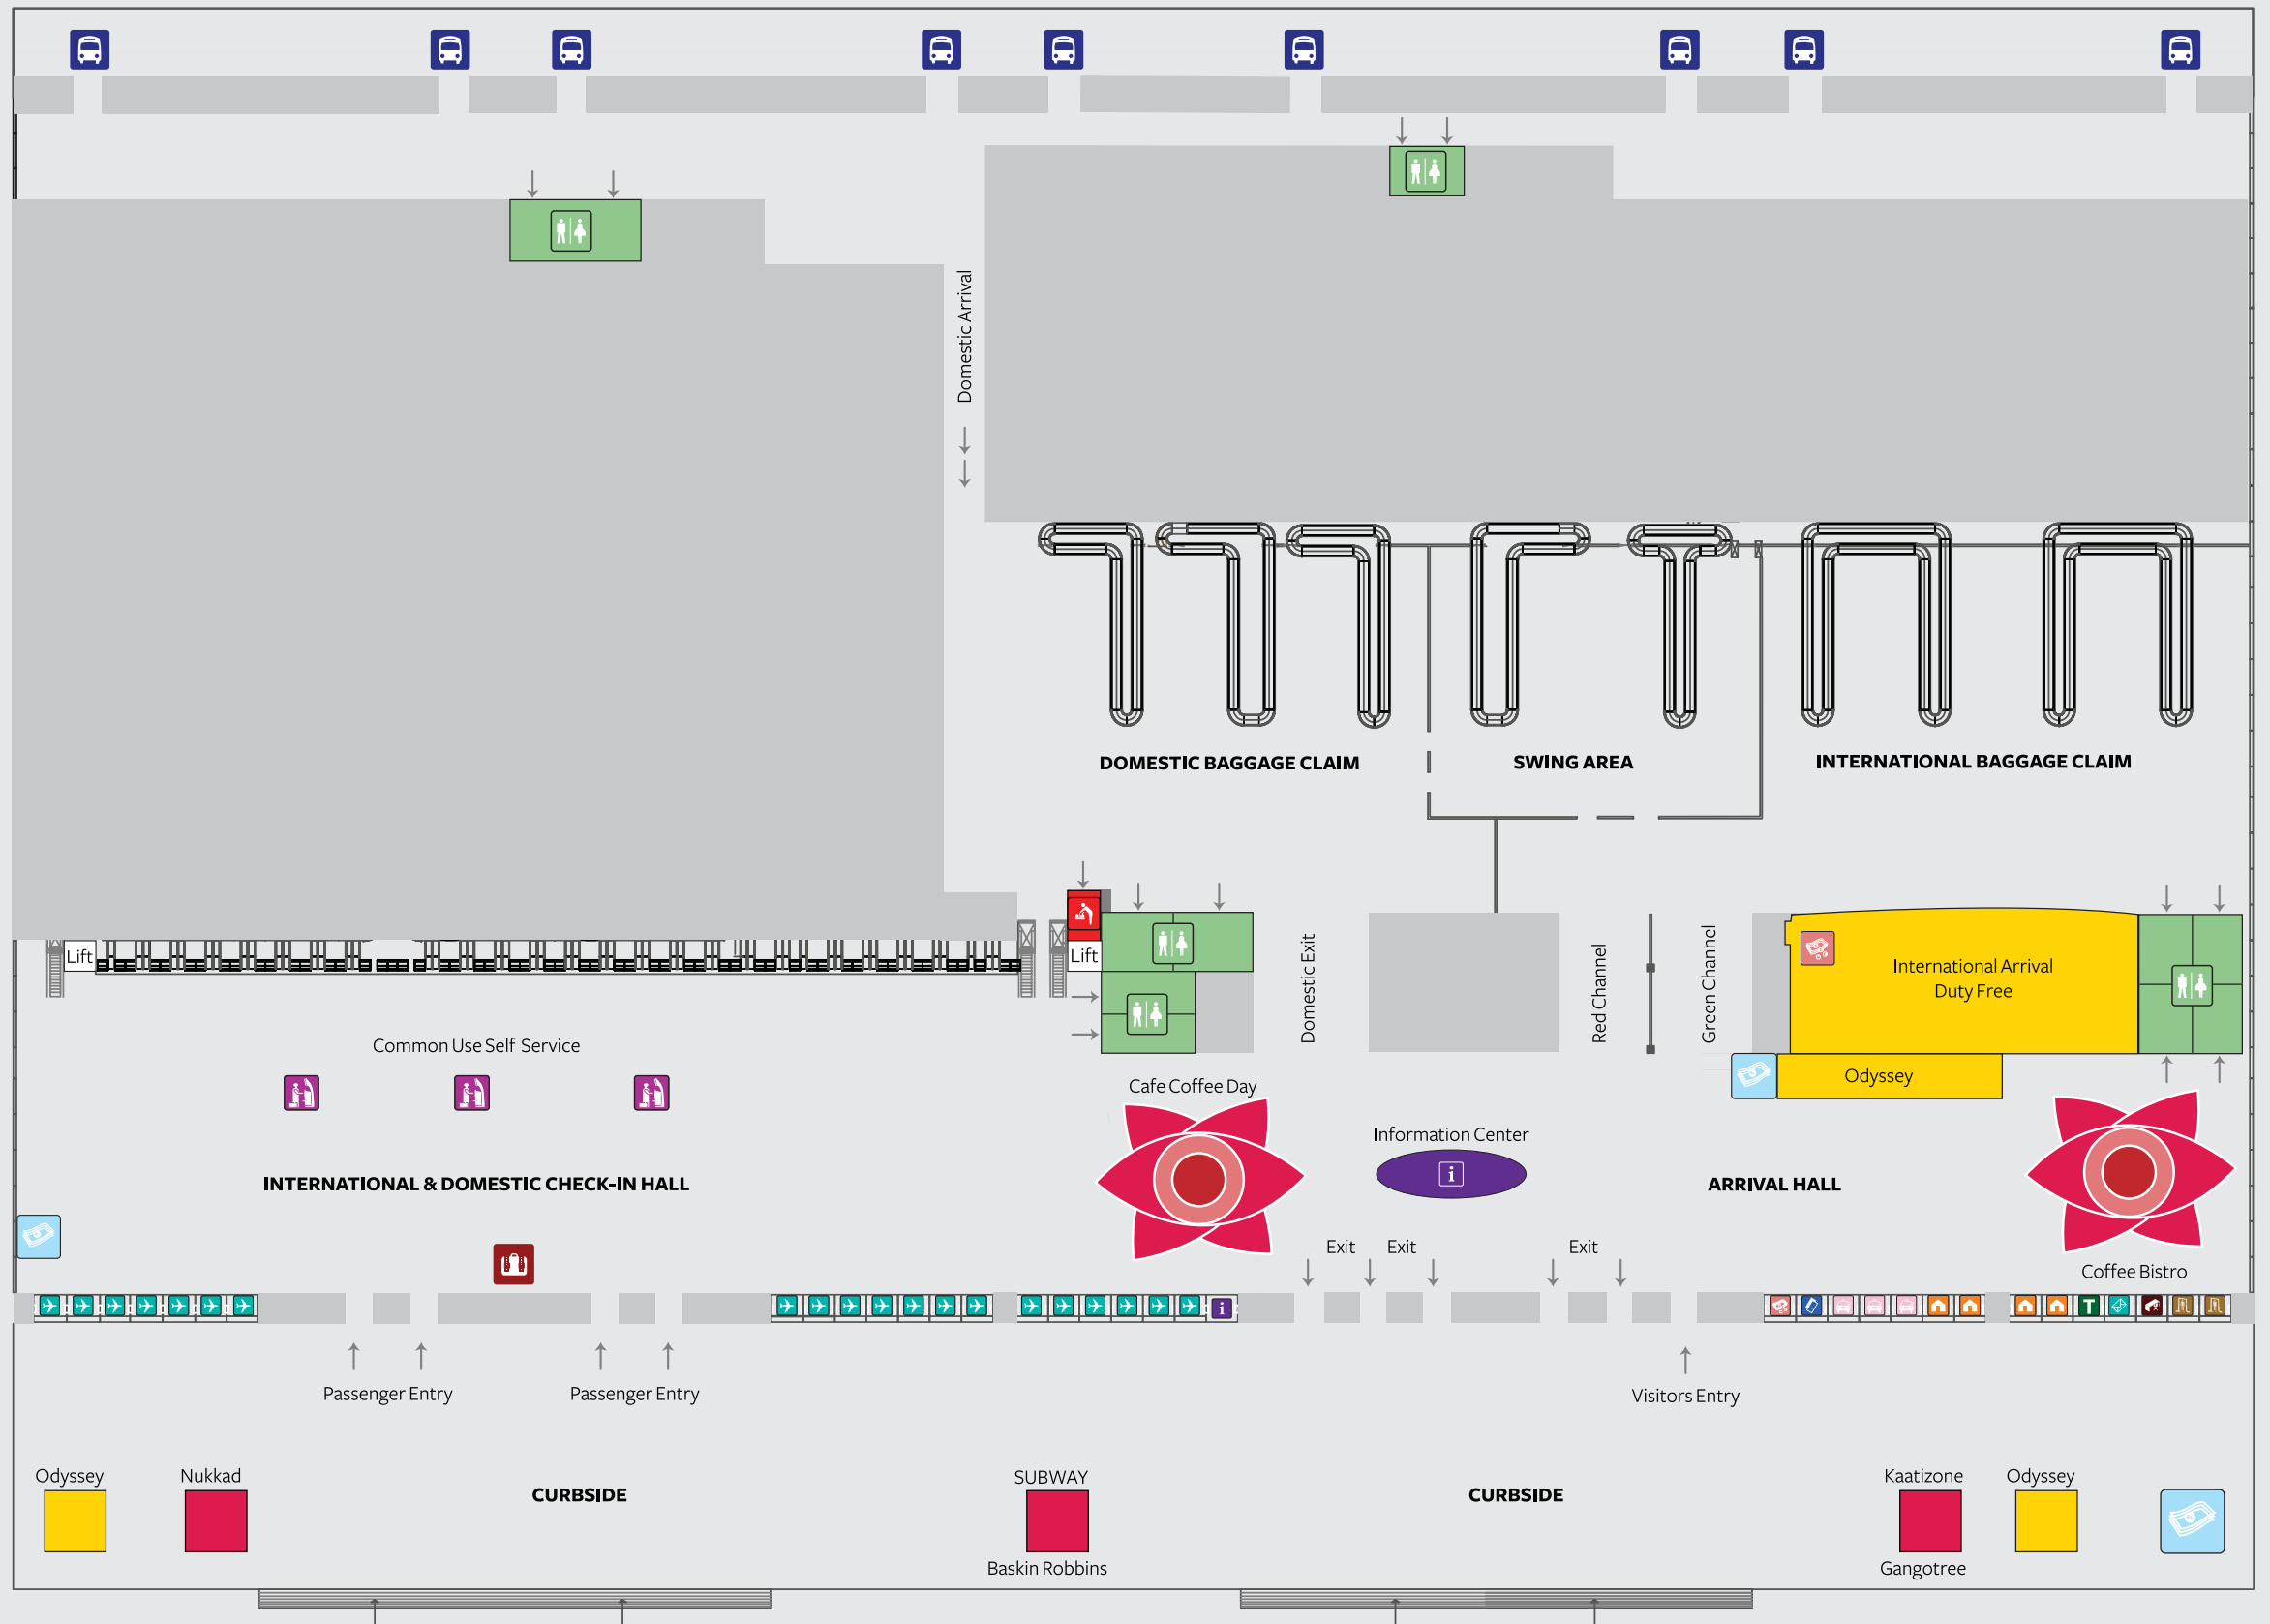 Domestic Arrival
DOMESTIC BAGGAGE CLAIM
SWING AREA
INTERNATIONAL BAGGAGE CLAIM
Lift
Lift
Domestic Exit
Red Channel
Green Channel
International Arrival
Duty Free
Odyssey
Common Use Self Service
Cafe Coffee Day
Information Center
i
INTERNATIONAL & DOMESTIC CHECK-IN HALL
ARRIVAL HALL
Exit
Exit
Exit
Coffee Bistro
i
T
Passenger Entry
Passenger Entry
Visitors Entry
Odyssey
Nukkad
CURBSIDE
SUBWAY
Baskin Robbins
CURBSIDE
Kaatizone
Gangotree
Odyssey